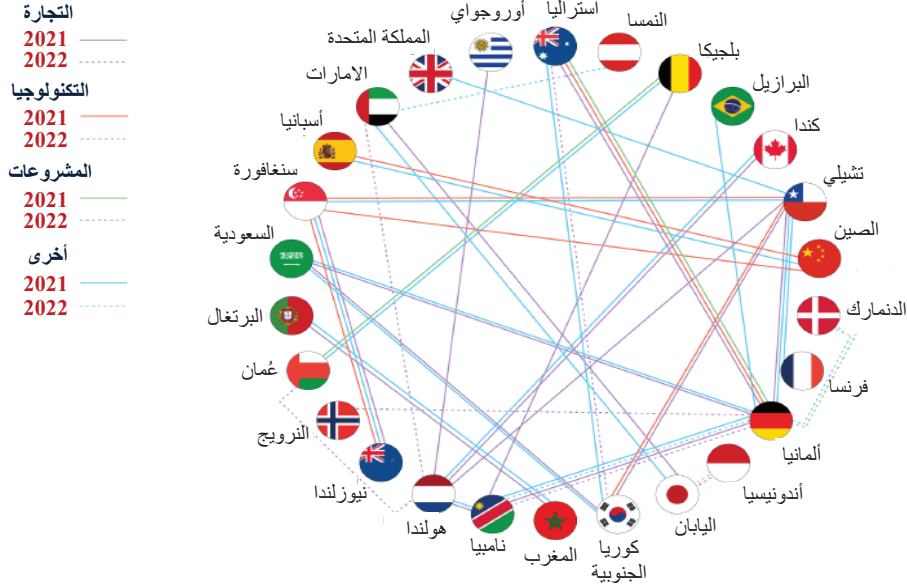 التجارة
2021
2022
التكنولوجيا
2021
2022
المشروعات
2021
2022
أخرى
2021
2022
النمسا
استراليا
أوروجواي
المملكة المتحدة
الامارات
أسبانيا
سنغافورة
السعودية
البرتغال
عُمان
النرويج
نيوزلندا
هولندا
نامبيا
المغرب
كوريا
الجنوبية
اليابان
أندونيسيا
ألمانيا
فرنسا
الدنمارك
الصين
تشيلي
كندا
البرازيل
بلجيكا